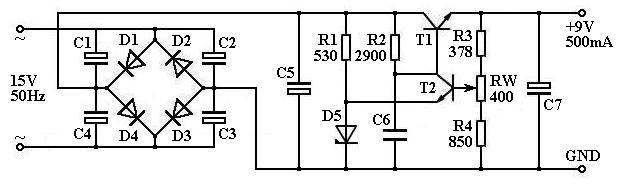 ~
15V
50Hz
~
C1
D1
D2
C2
C4
D4
D3
C3
C5
R1
530
R2
2900
T1
R3
378
+9V
500mA
T2
RW
400
C7
D5
C6
R4
850
GND